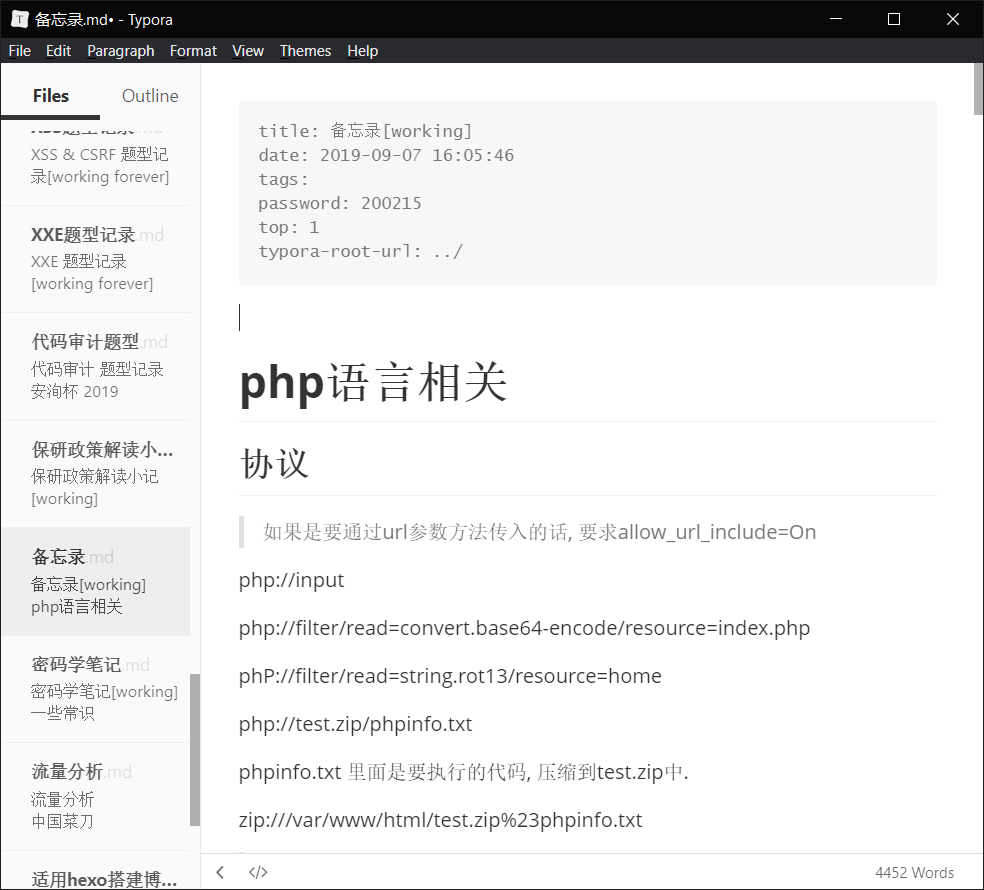 备忘录.md• - Typora
File Edit Paragraph Format View Themes Help
Files Outline
XSS & CSRF 题型记
录[working forever]
XXE题型记录.md
XXE 题型记录
[working forever]
代码审计题型.md
代码审计 题型记录
安洵杯 2019
保研政策解读小...
保研政策解读小记
[working]
备忘录.md
备忘录[working]
php语言相关
密码学笔记.md
密码学笔记[working]
一些常识
流量分析.md
流量分析
中国菜刀
适用hexo搭建博...
title: 备忘录[working]
date: 2019-09-07 16:05:46
tags:
password: 200215
top: 1
typora-root-url: ../
php语言相关
协议
如果是要通过url参数方法传入的话, 要求allow_url_include=On
php://input
php://filter/read=convert.base64-encode/resource=index.php
phP://filter/read=string.rot13/resource=home
php://test.zip/phpinfo.txt
phpinfo.txt 里面是要执行的代码, 压缩到test.zip中.
zip:///var/www/html/test.zip%23phpinfo.txt
4452 Words